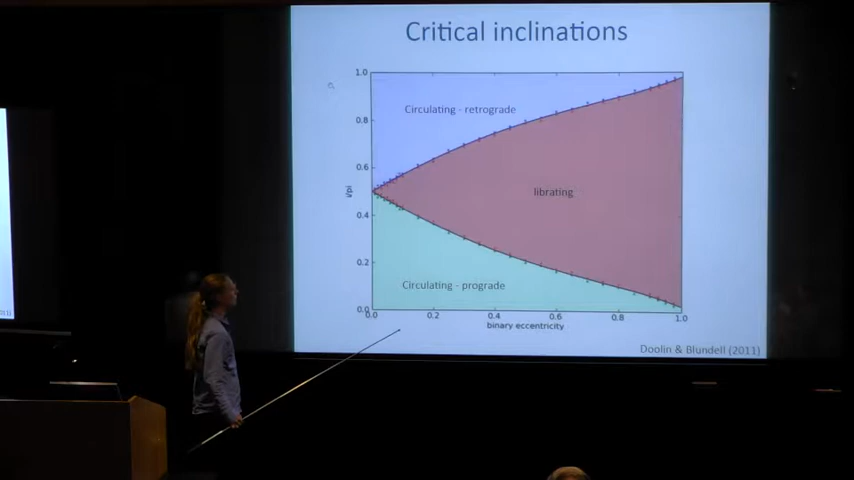 Critical inclinations
1.0
Circulating - retrograde
0.8
0.6
i/pi
librating
0.4
0.2
Circulating - prograde
0.0
0.0 0.2 0.4 0.6 0.8 1.0
binary eccentricity
Doolin & Blundell (2011)